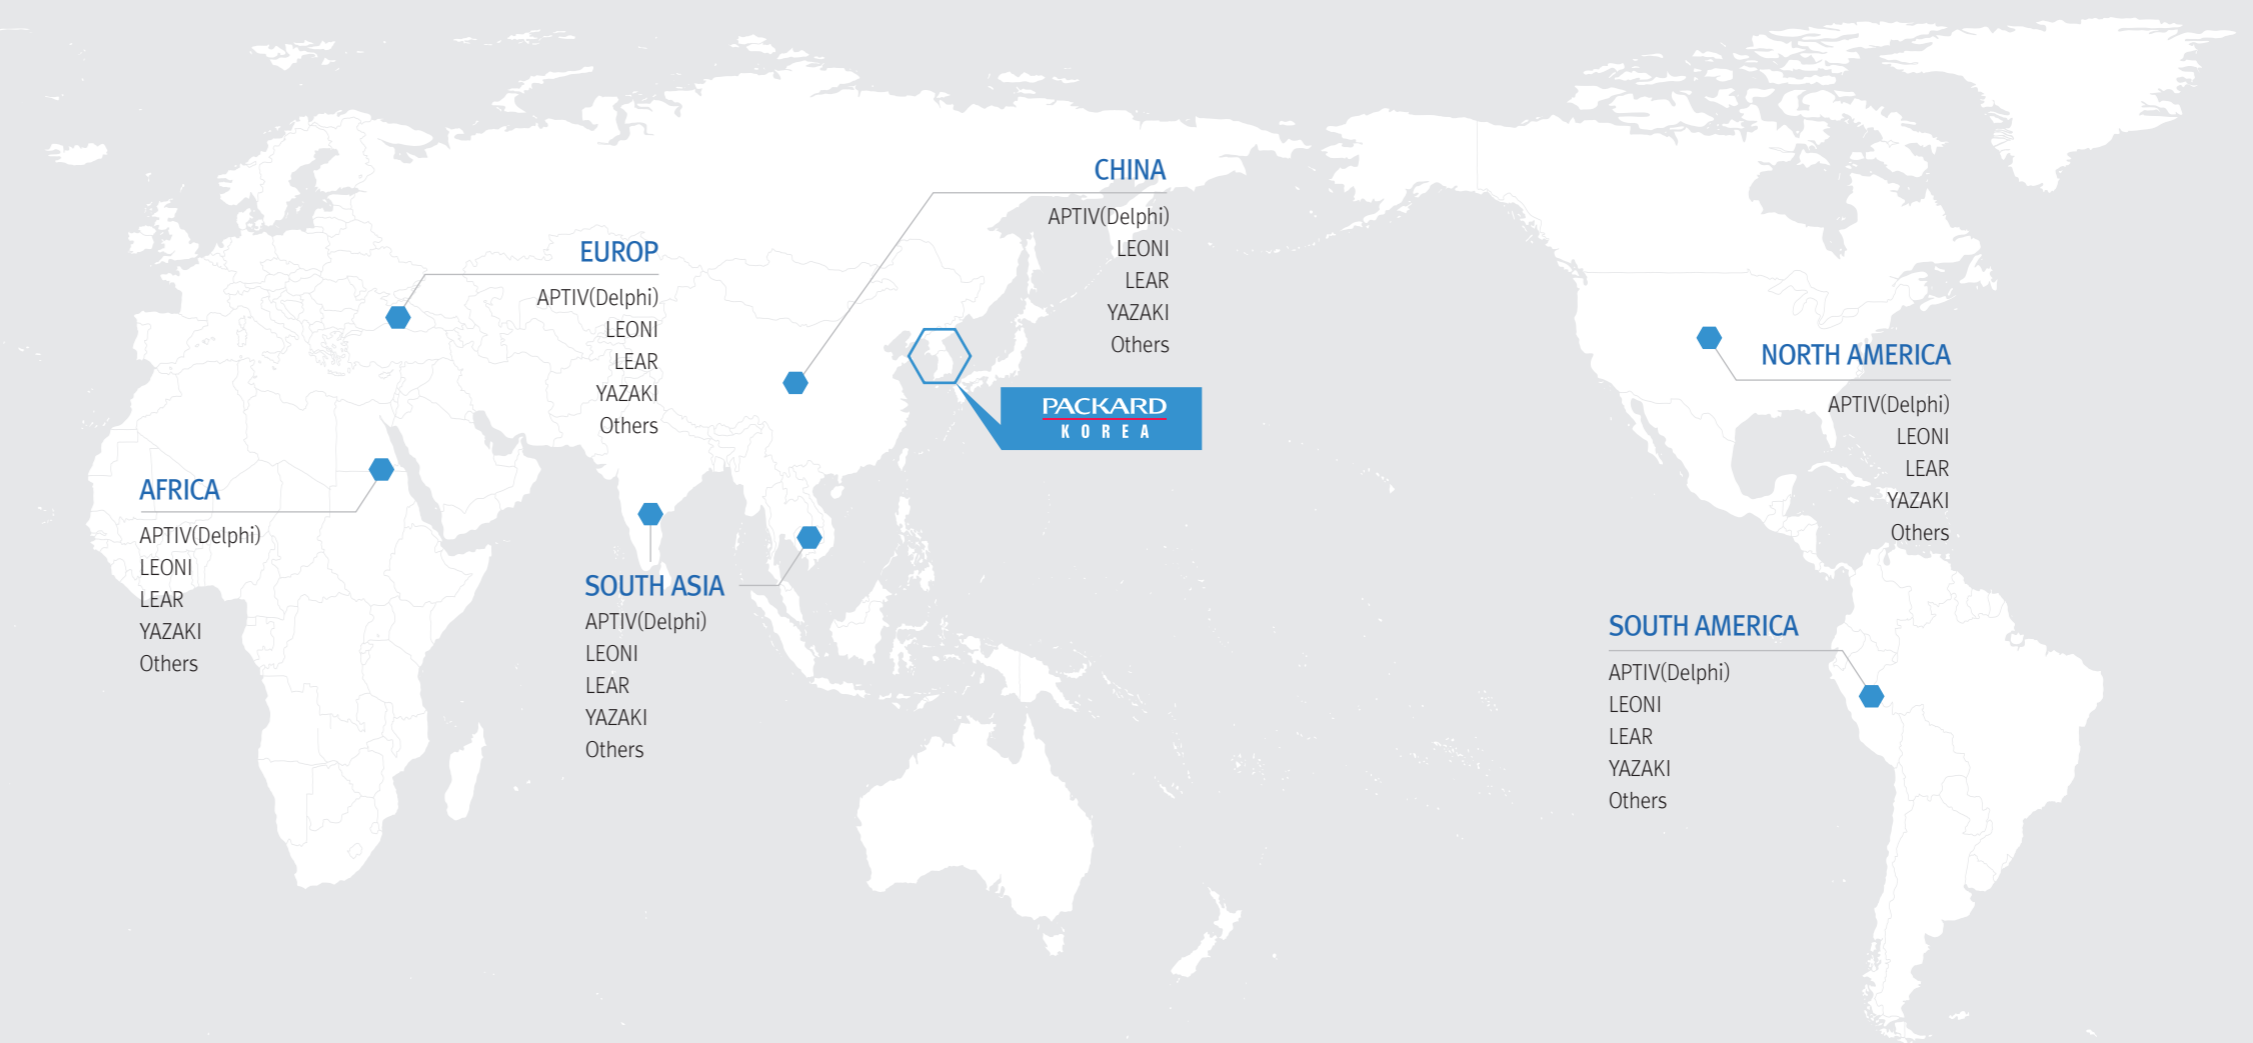 CHINA
APTIV(Delphi)
LEONI
LEAR
YAZAKI
Others
EUROP
APTIV(Delphi)
LEONI
LEAR
YAZAKI
Others
PACKARD
KOREA
NORTH AMERICA
APTIV(Delphi)
LEONI
LEAR
YAZAKI
Others
AFRICA
APTIV(Delphi)
LEONI
LEAR
YAZAKI
Others
SOUTH ASIA
APTIV(Delphi)
LEONI
LEAR
YAZAKI
Others
SOUTH AMERICA
APTIV(Delphi)
LEONI
LEAR
YAZAKI
Others